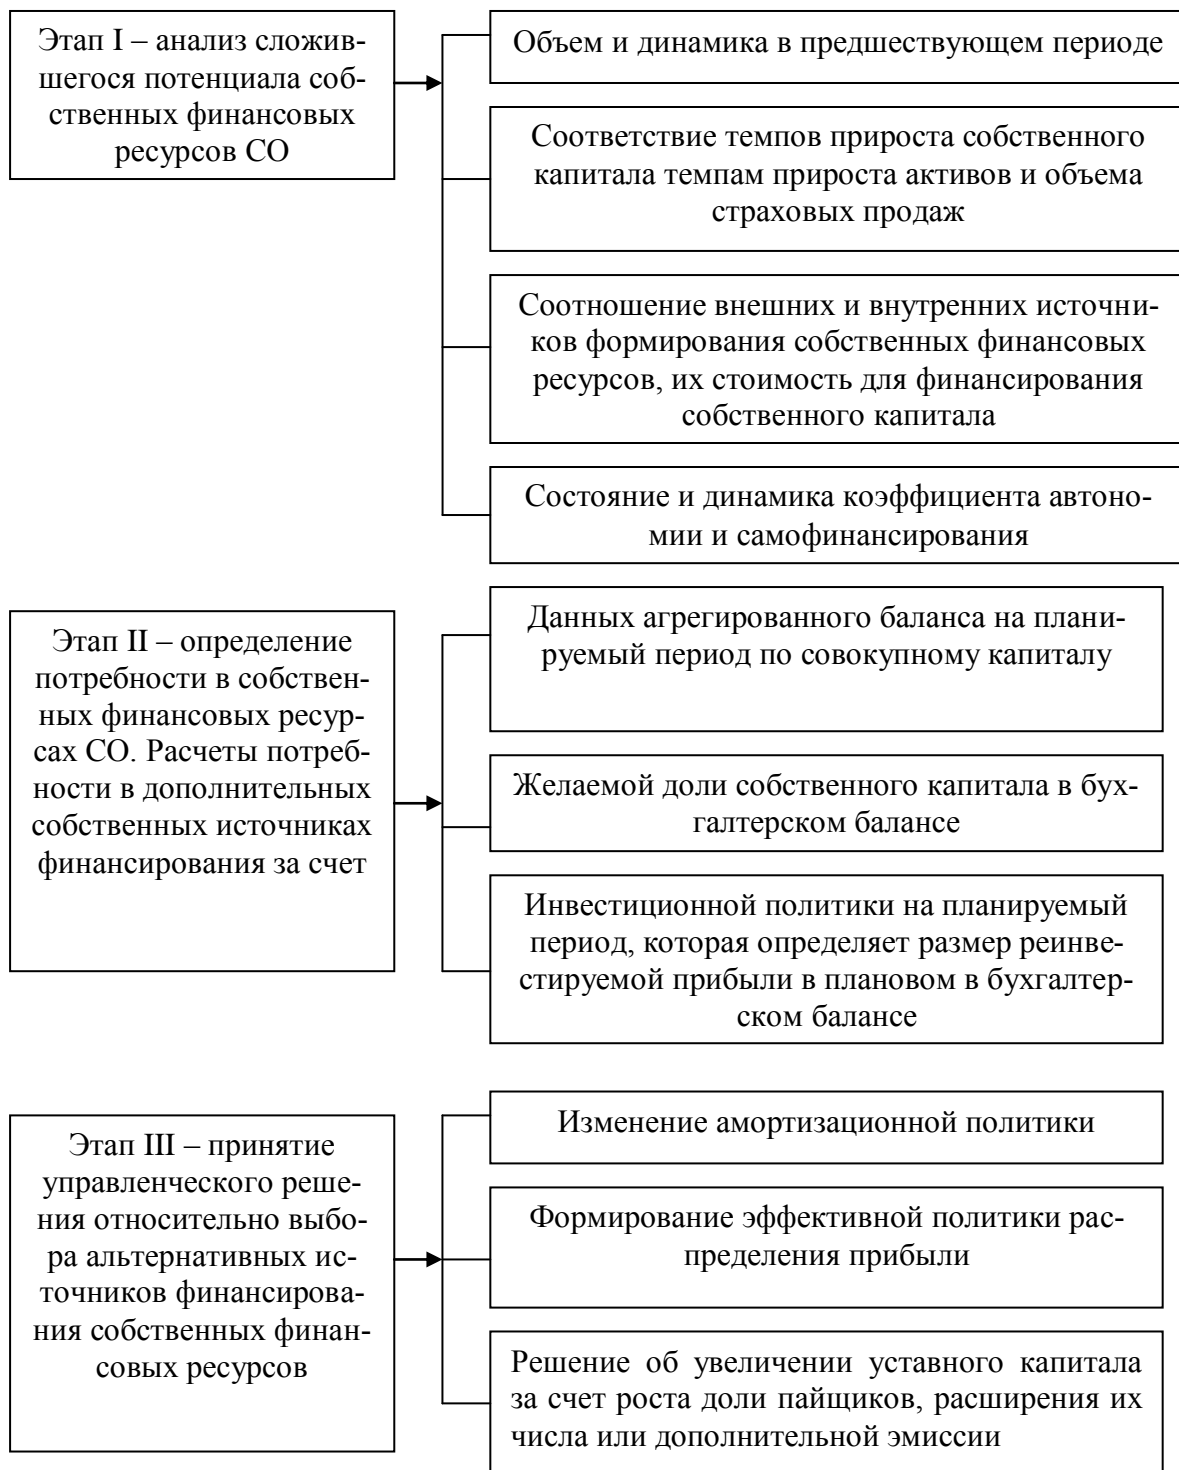 Этап I – анализ сложив-
шегося потенциала соб-
ственных финансовых
ресурсов СО
Объем и динамика в предшествующем периоде
Соответствие темпов прироста собственного
капитала темпам прироста активов и объема
страховых продаж
Соотношение внешних и внутренних источни-
ков формирования собственных финансовых
ресурсов, их стоимость для финансирования
собственного капитала
Состояние и динамика коэффициента автоно-
мии и самофинансирования
Этап II – определение
потребности в собствен-
ных финансовых ресур-
сах СО. Расчеты потреб-
ности в дополнительных
собственных источниках
финансирования за счет
Данных агрегированного баланса на плани-
руемый период по совокупному капиталу
Желаемой доли собственного капитала в бух-
галтерском балансе
Инвестиционной политики на планируемый
период, которая определяет размер реинве-
стируемой прибыли в плановом в бухгалтер-
ском балансе
Этап III – принятие
управленческого реше-
ния относительно выбо-
ра альтернативных ис-
точников финансирова-
ния собственных финан-
совых ресурсов
Изменение амортизационной политики
Формирование эффективной политики рас-
пределения прибыли
Решение об увеличении уставного капитала
за счет роста доли пайщиков, расширения их
числа или дополнительной эмиссии